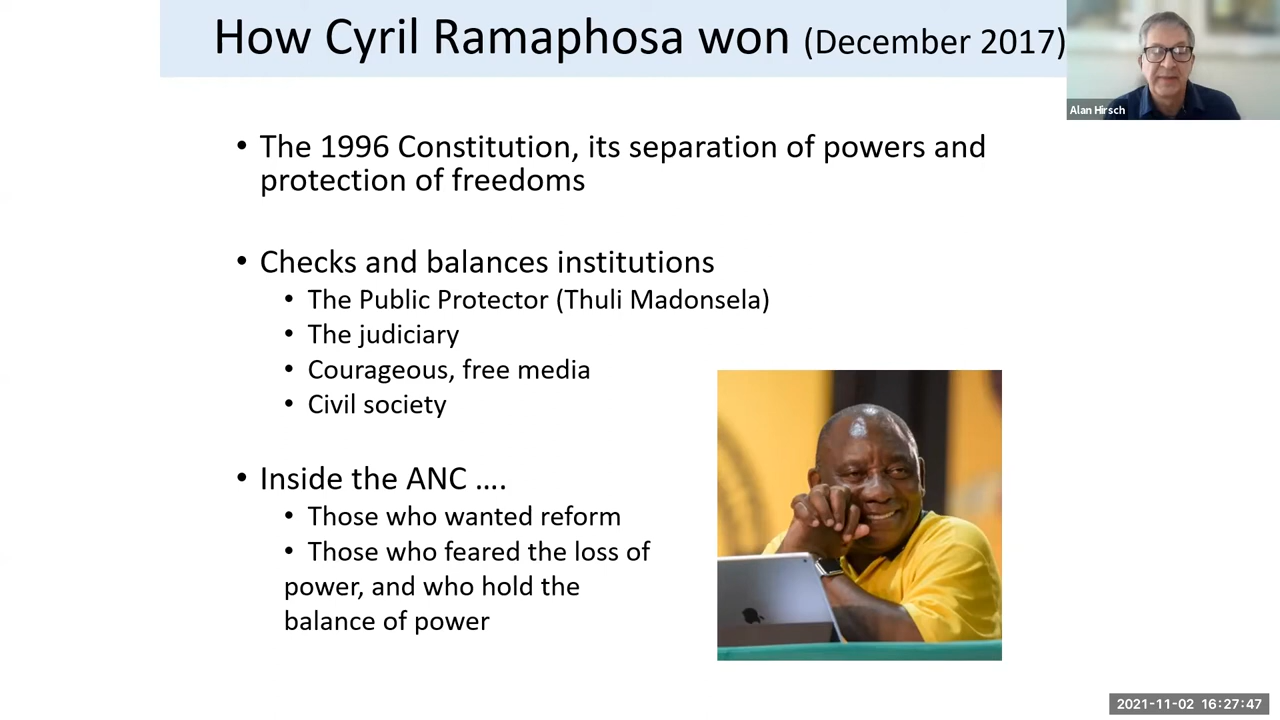 How Cyril Ramaphosa won (December 2017)
Alan Hirsch
• The 1996 Constitution, its separation of powers and
protection of freedoms
• Checks and balances institutions
• The Public Protector (Thuli Madonsela)
• The judiciary
• Courageous, free media
• Civil society
• Inside the ANC ....
• Those who wanted reform
• Those who feared the loss of
power, and who hold the
balance of power
2021-11-02 16:27:47